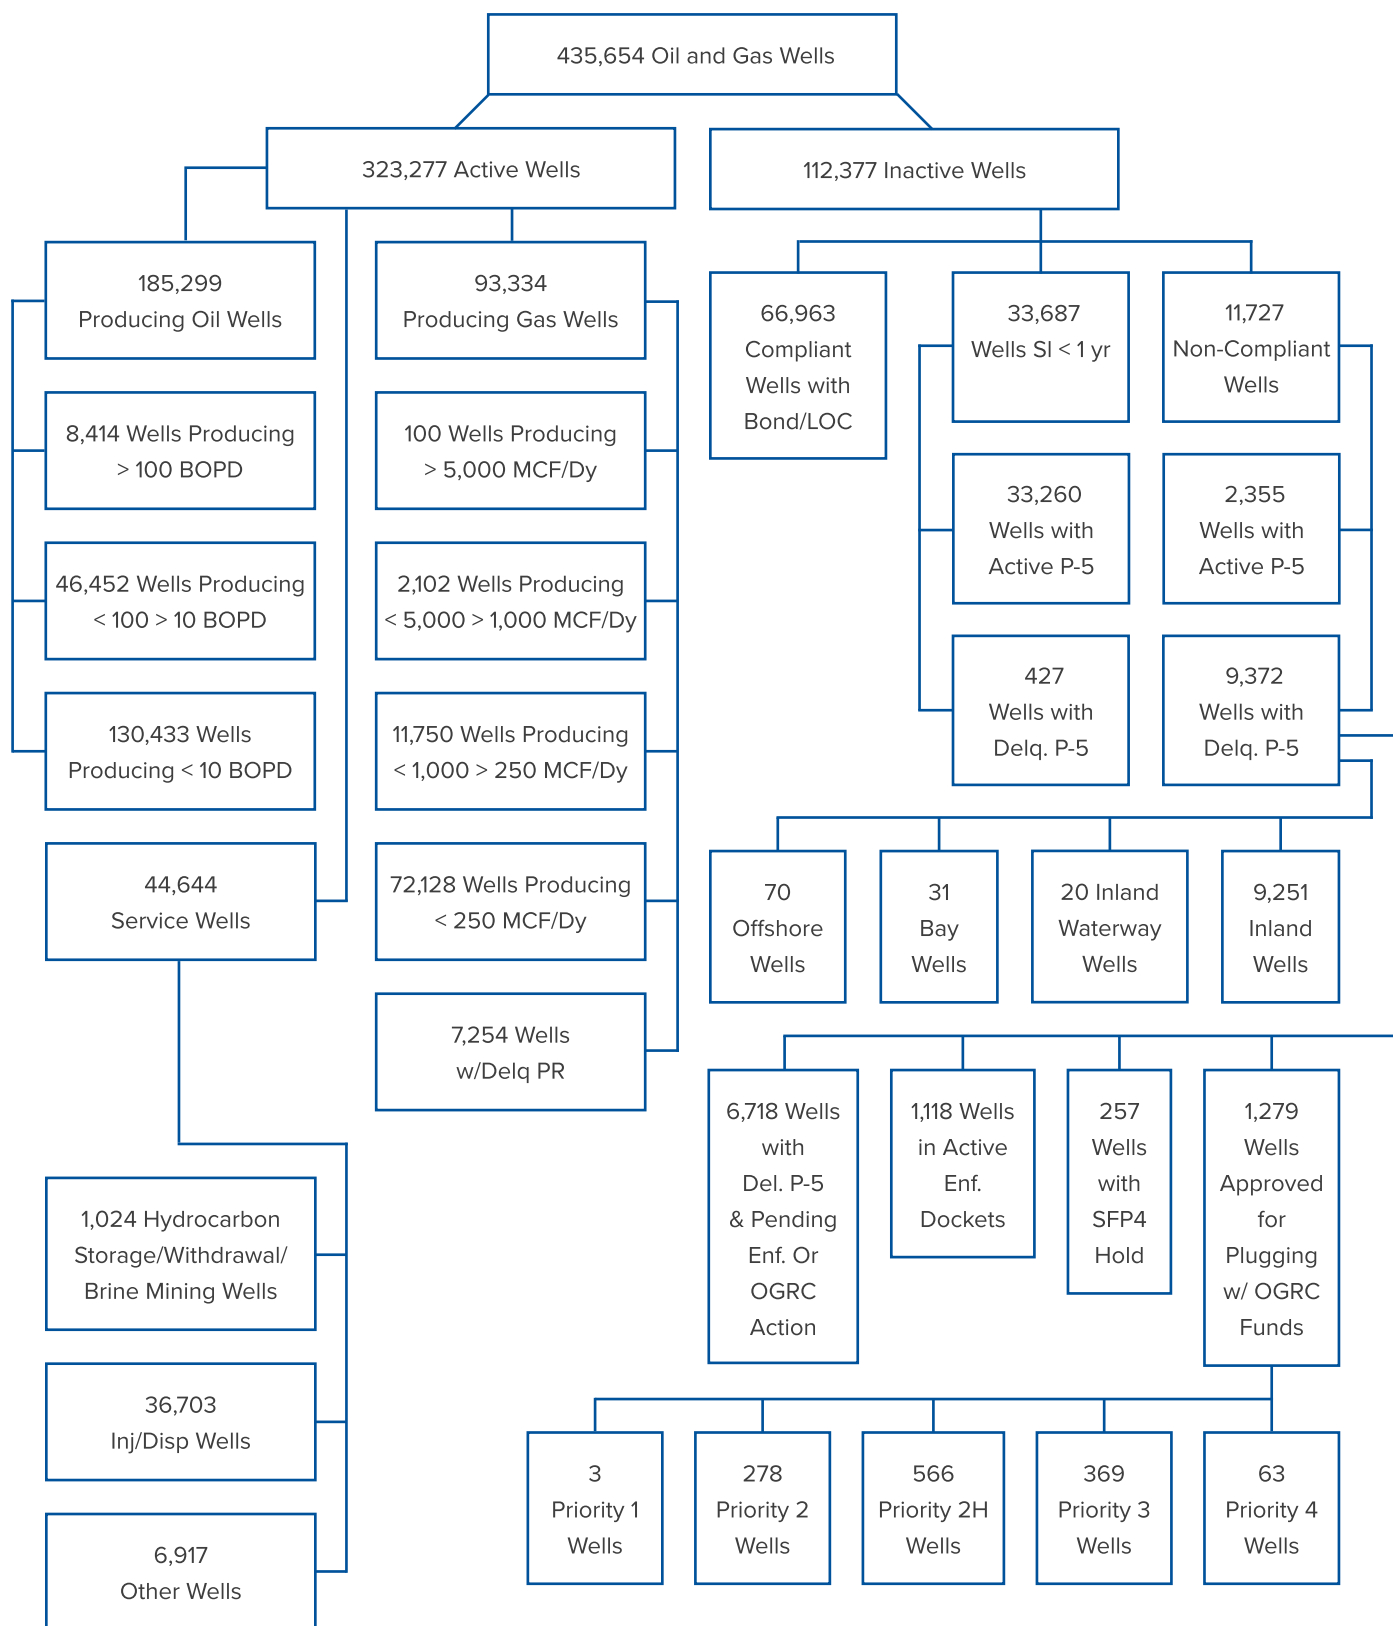 435,654 Oil and Gas Wells
323,277 Active Wells
112,377 Inactive Wells
185,299
Producing Oil Wells
8,414 Wells Producing
> 100 BOPD
46,452 Wells Producing
< 100 > 10 BOPD
130,433 Wells
Producing < 10 BOPD
44,644
Service Wells
93,334
Producing Gas Wells
100 Wells Producing
> 5,000 MCF/Dy
2,102 Wells Producing
< 5,000 > 1,000 MCF/Dy
11,750 Wells Producing
< 1,000 > 250 MCF/Dy
72,128 Wells Producing
< 250 MCF/Dy
7,254 Wells
w/Delq PR
1,024 Hydrocarbon
Storage/Withdrawal/
Brine Mining Wells
36,703
Inj/Disp Wells
6,917
Other Wells
66,963
Compliant
Wells with
Bond/LOC
33,687
Wells SI < 1 yr
11,727
Non-Compliant
Wells
33,260
Wells with
Active P-5
2,355
Wells with
Active P-5
427
Wells with
Delq. P-5
9,372
Wells with
Delq. P-5
70
Offshore
Wells
31
Bay
Wells
20 Inland
Waterway
Wells
9,251
Inland
Wells
6,718 Wells
with
Del. P-5
& Pending
Enf. Or
OGRC
Action
1,118 Wells
in Active
Enf.
Dockets
257
Wells
with
SFP4
Hold
1,279
Wells
Approved
for
Plugging
w/ OGRC
Funds
3
Priority 1
Wells
278
Priority 2
Wells
566
Priority 2H
Wells
369
Priority 3
Wells
63
Priority 4
Wells